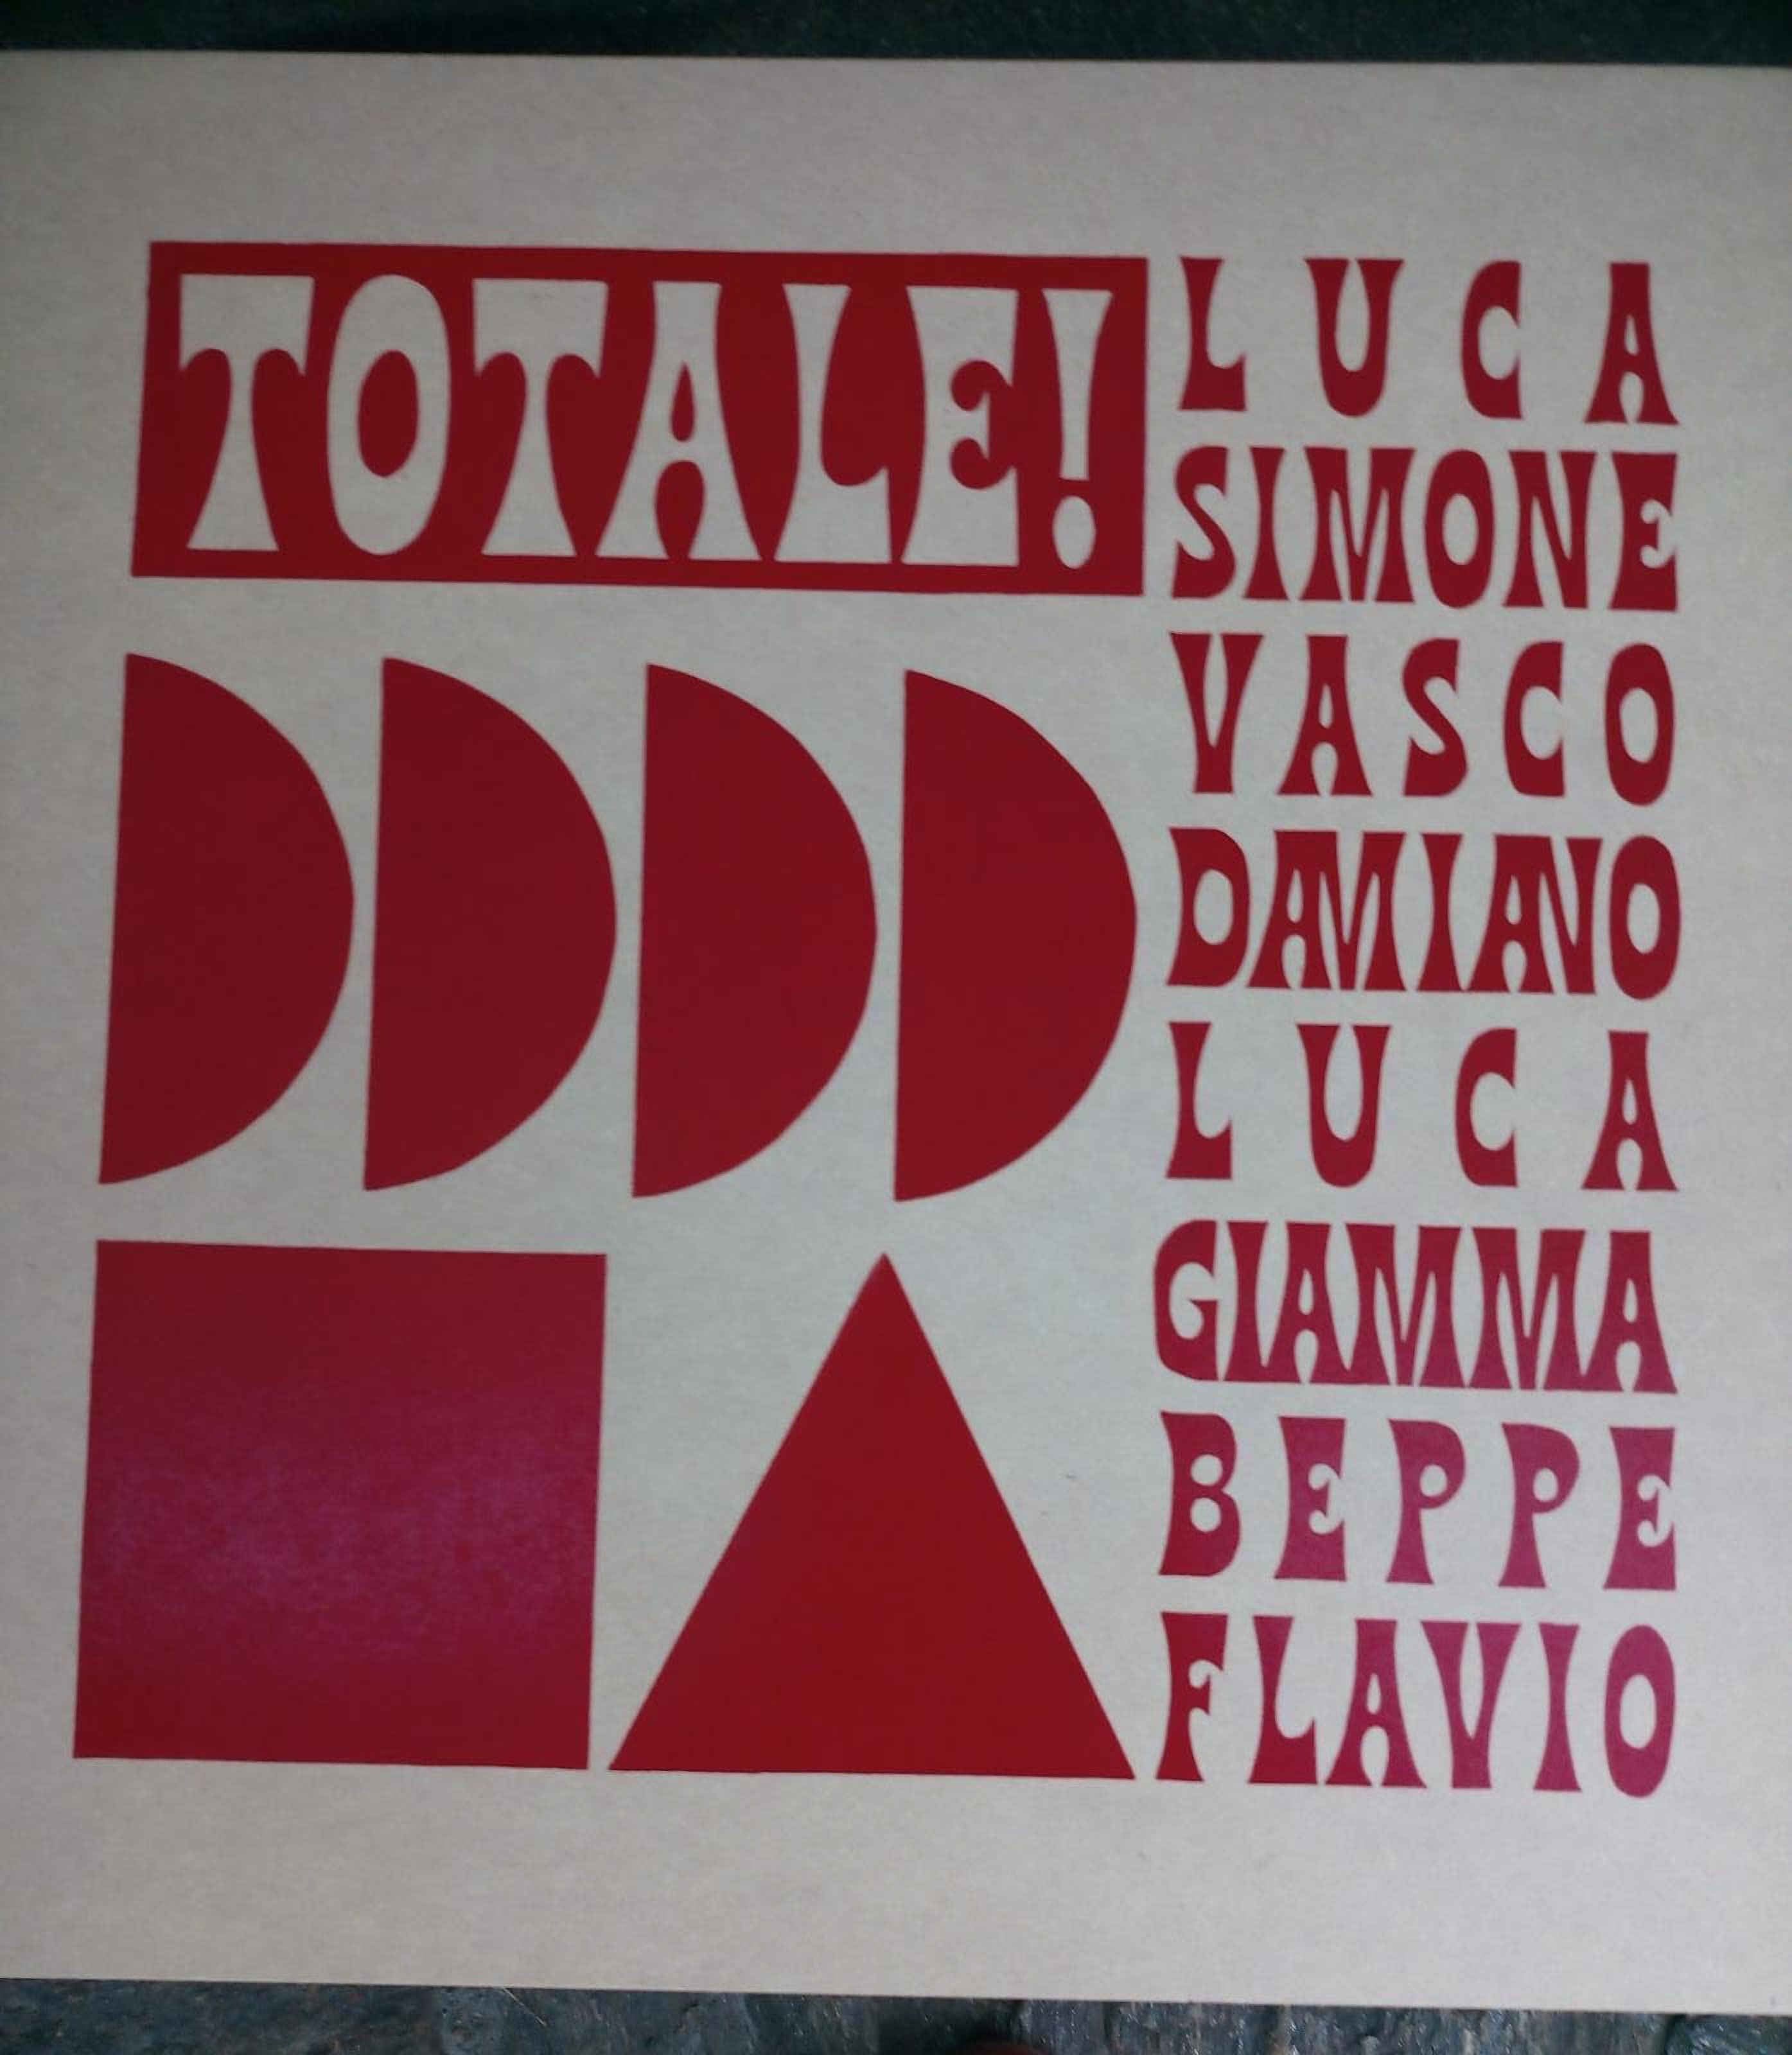 TOTALE!
LUCA
SIMONE
VASCO
DAMIANO
LUCA
GIAMMA
BEPPE
FLAVIO